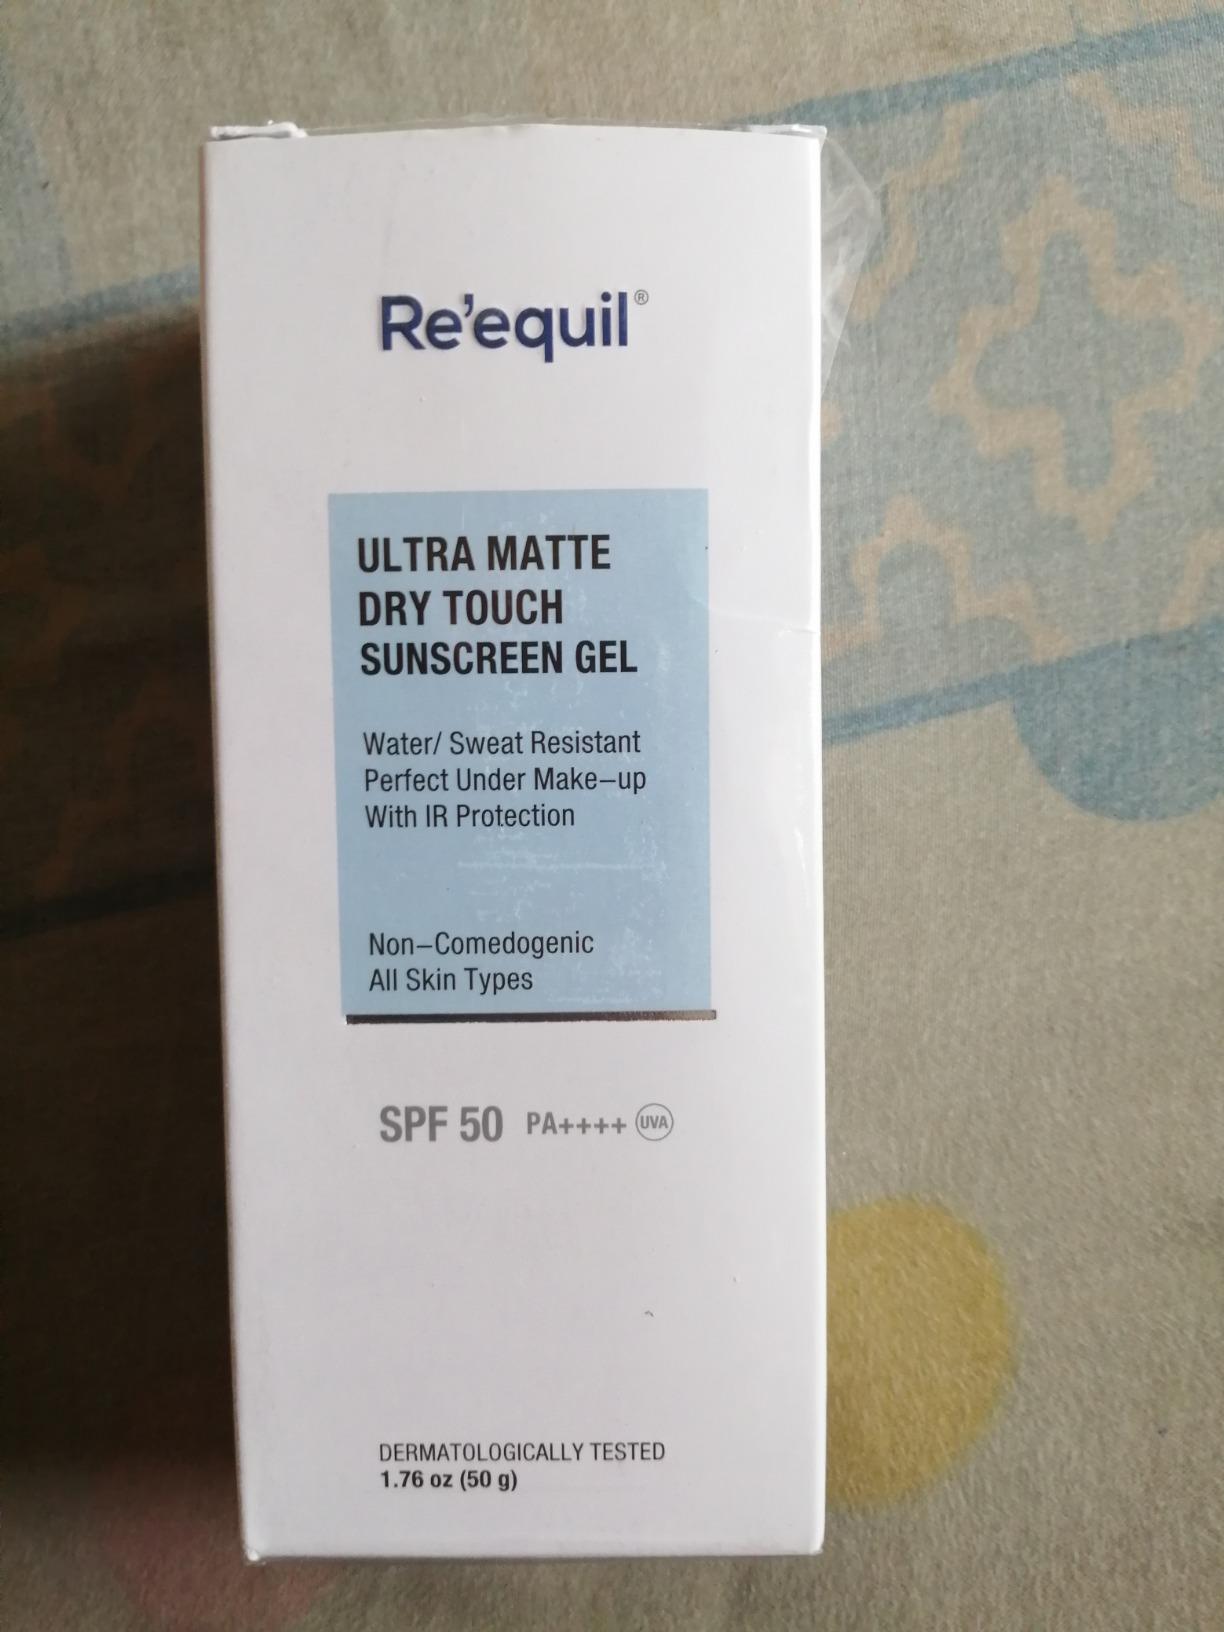 Re'equil®
ULTRA MATTE
DRY TOUCH
SUNSCREEN GEL
Water/ Sweat Resistant
Perfect Under Make–up
With IR Protection
Non–Comedogenic
All Skin Types
SPF 50 PA++++ UVA
DERMATOLOGICALLY TESTED
1.76 oz (50 g)